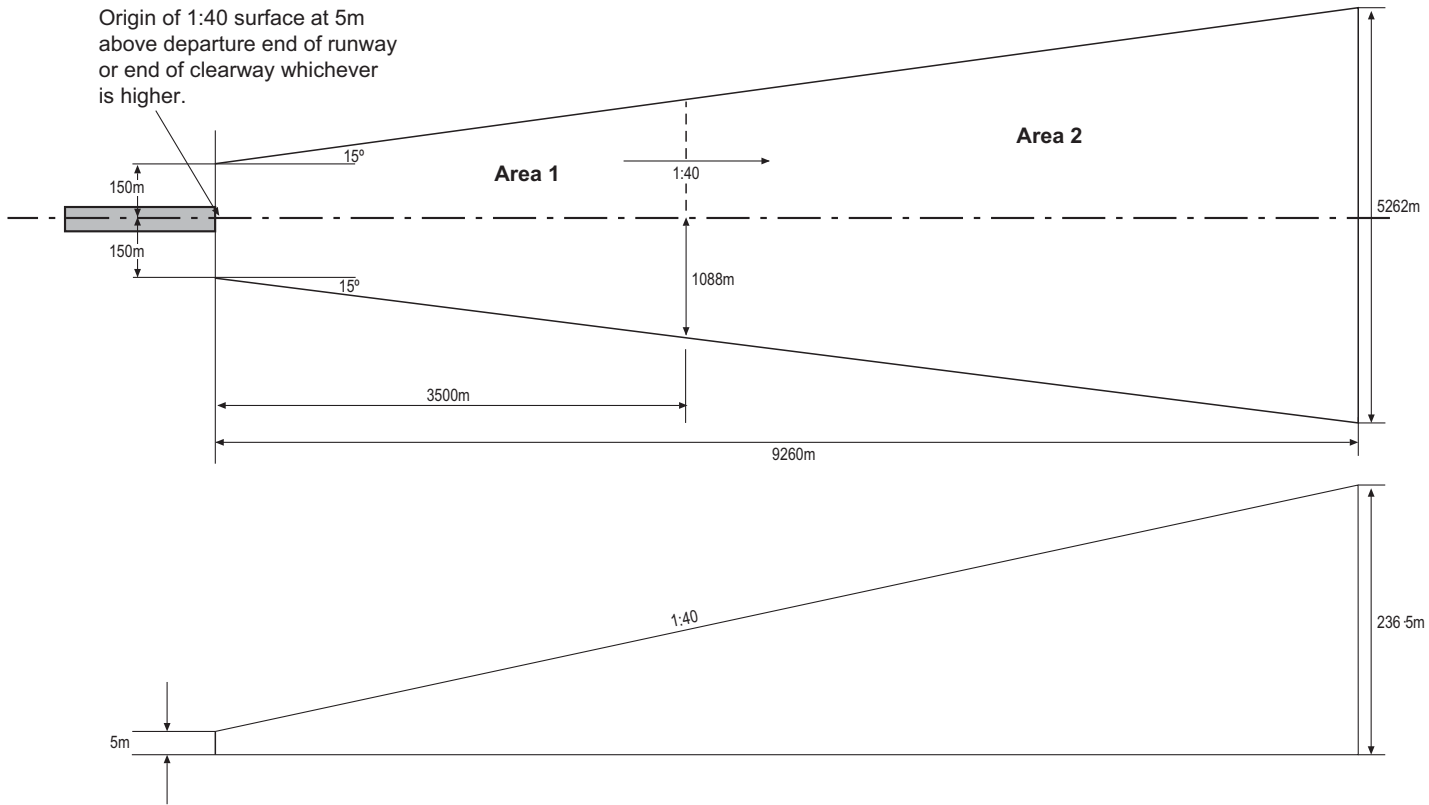 Origin of 1:40 surface at 5m
above departure end of runway
or end of clearway whichever
is higher.
15º
Area 1
Area 2
1:40
150m
150m
5262m
1088m
15º
3500m
9260m
1:40
236·5m
5m